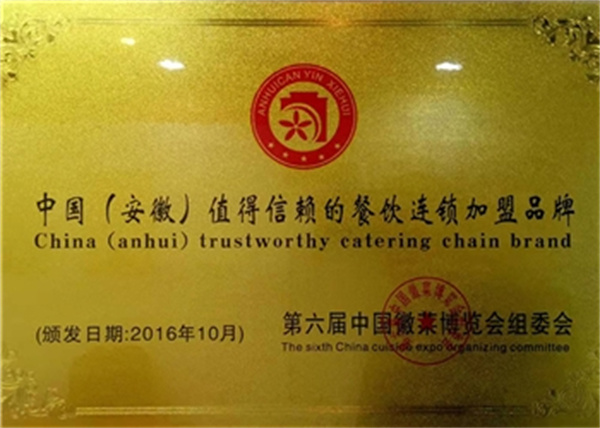 ANHUICAN YIN XIEHUI
中国(安徽)值得信赖的餐饮连锁加盟品牌
China (anhui) trustworthy catering chain brand
(颁发日期:2016年10月) 第六届中国徽菜博览会组委会
The sixth China cuisine expo organizing committee